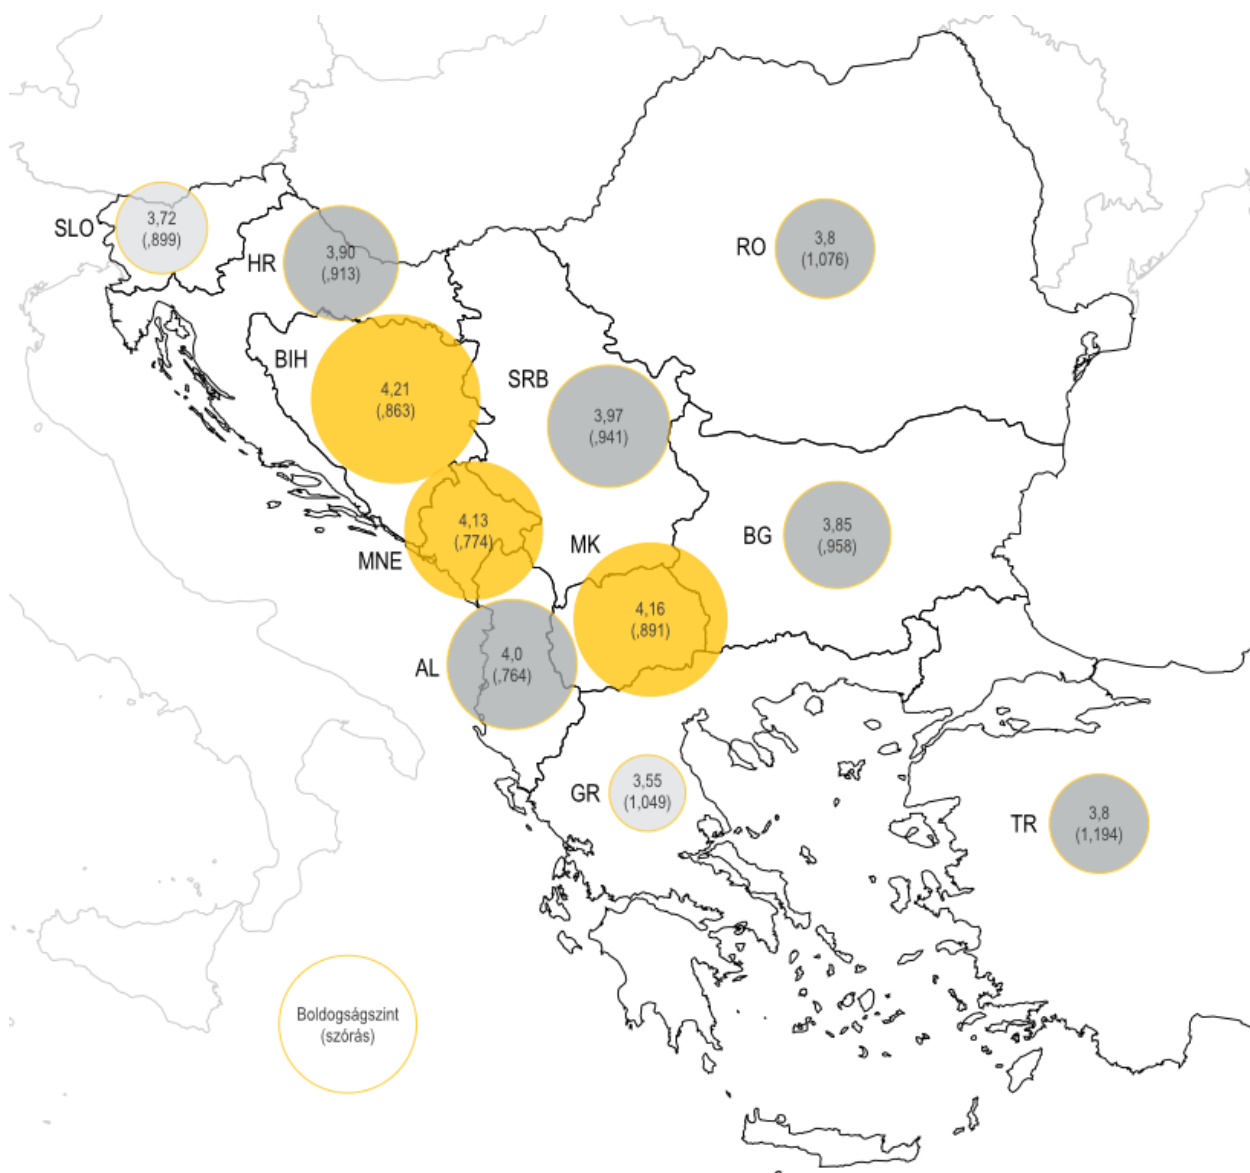 SLO
3,72
(,899)
HR
3,90
(,913)
RO
3,8
(1,076)
BIH
4,21
(,863)
SRB
3,97
(,941)
MNE
4,13
(,774)
MK
4,16
(,891)
BG
3,85
(,958)
AL
4,0
(,764)
GR
3,55
(1,049)
TR
3,8
(1,194)
Boldogságszint
(szórás)